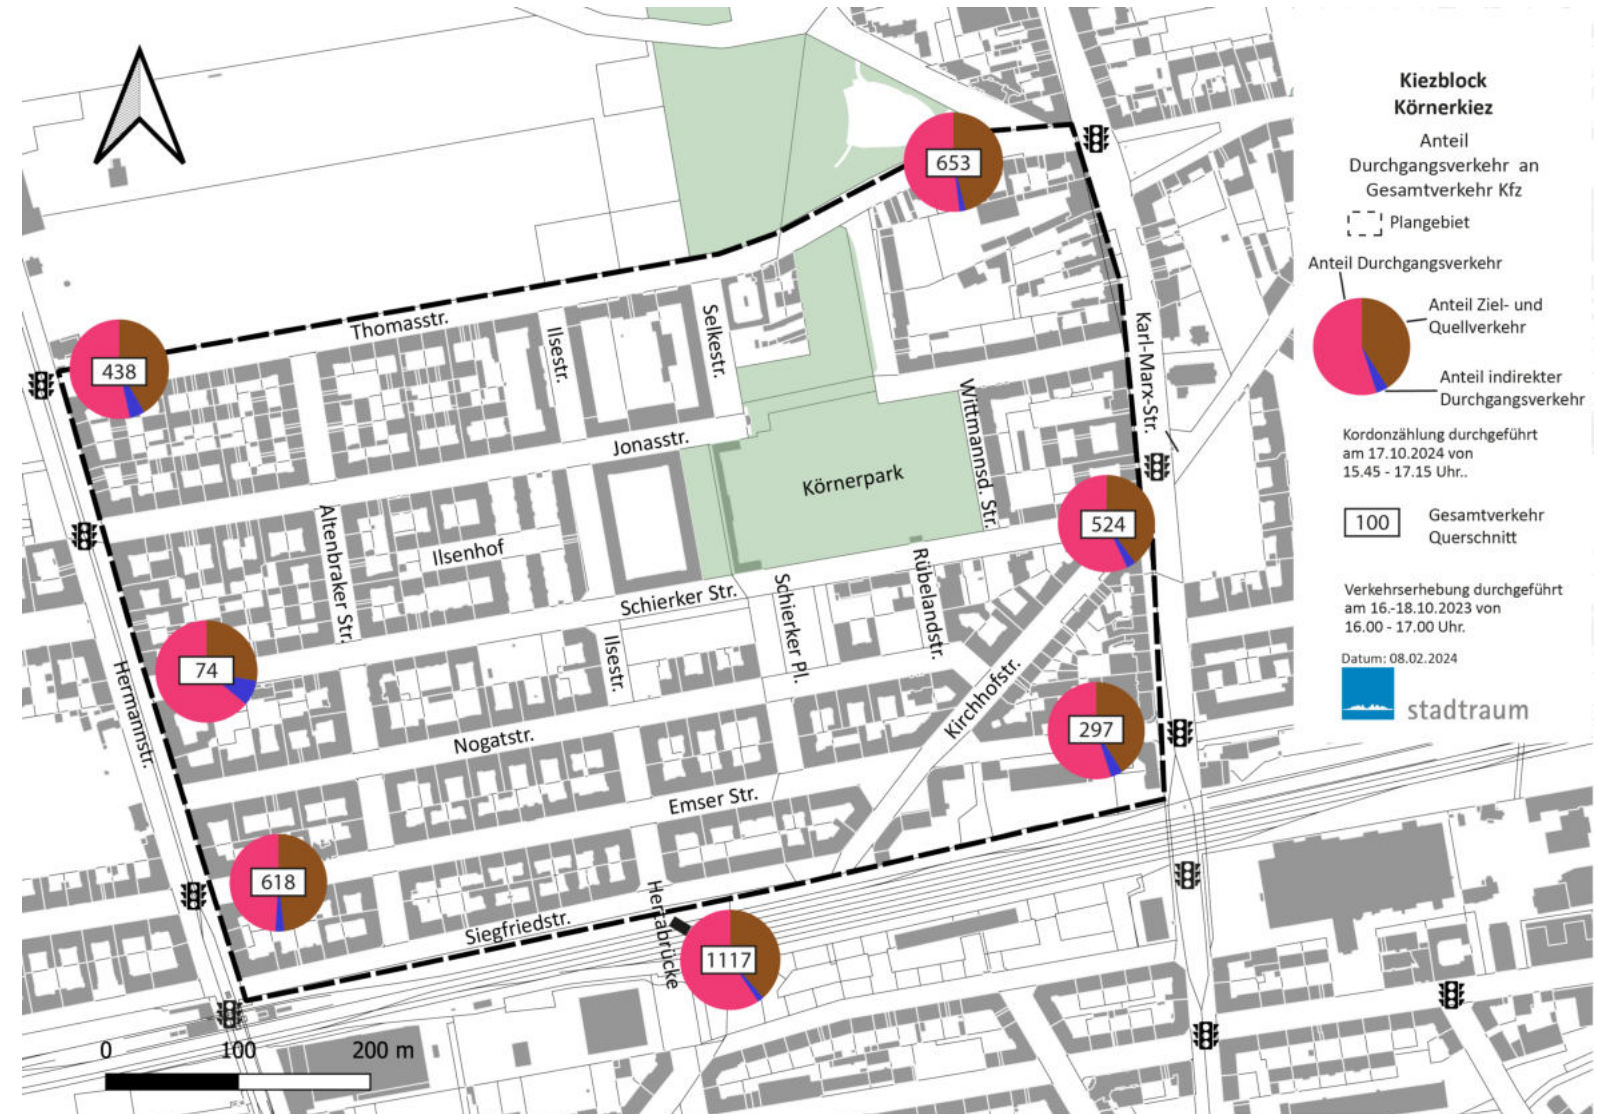 Kiezblock
Körnerkiez
Anteil
Durchgangsverkehr an
Gesamtverkehr Kfz
Plangebiet
Anteil Durchgangsverkehr
Anteil Ziel- und
Quellverkehr
Anteil indirekter
Durchgangsverkehr
Kordonzählung durchgeführt
am 17.10.2024 von
15.45 - 17.15 Uhr..
100
Gesamtverkehr
Querschnitt
Verkehrserhebung durchgeführt
am 16.-18.10.2023 von
16.00 - 17.00 Uhr.
Datum: 08.02.2024
stadtraum
653
438
Thomasstr.
Ilsestr.
Selkestr.
Karl-Marx-Str.
Jonasstr.
Wittmannsd. Str.
Körnerpark
524
Altenbraker Str.
Ilsenhof
Rübelandstr.
Schierker Str.
Schierker Pl.
Ilsestr.
74
Hermannstr.
Kirchhofstr.
297
Nogatstr.
Emser Str.
618
Siegfriedstr.
Hertabrücke
1117
0 100 200 m